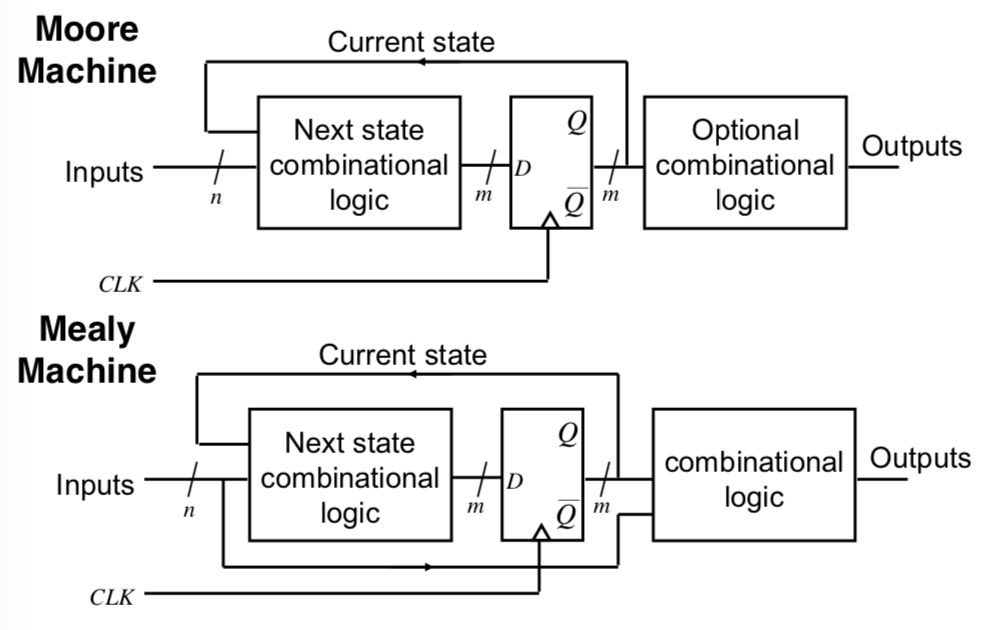 Moore
Machine
Current state
Inputs
n
Next state
combinational
logic
m
D
Q
Q̅
m
Optional
combinational
logic
Outputs
CLK
Mealy
Machine
Current state
Inputs
n
Next state
combinational
logic
m
D
Q
Q̅
m
combinational
logic
Outputs
CLK